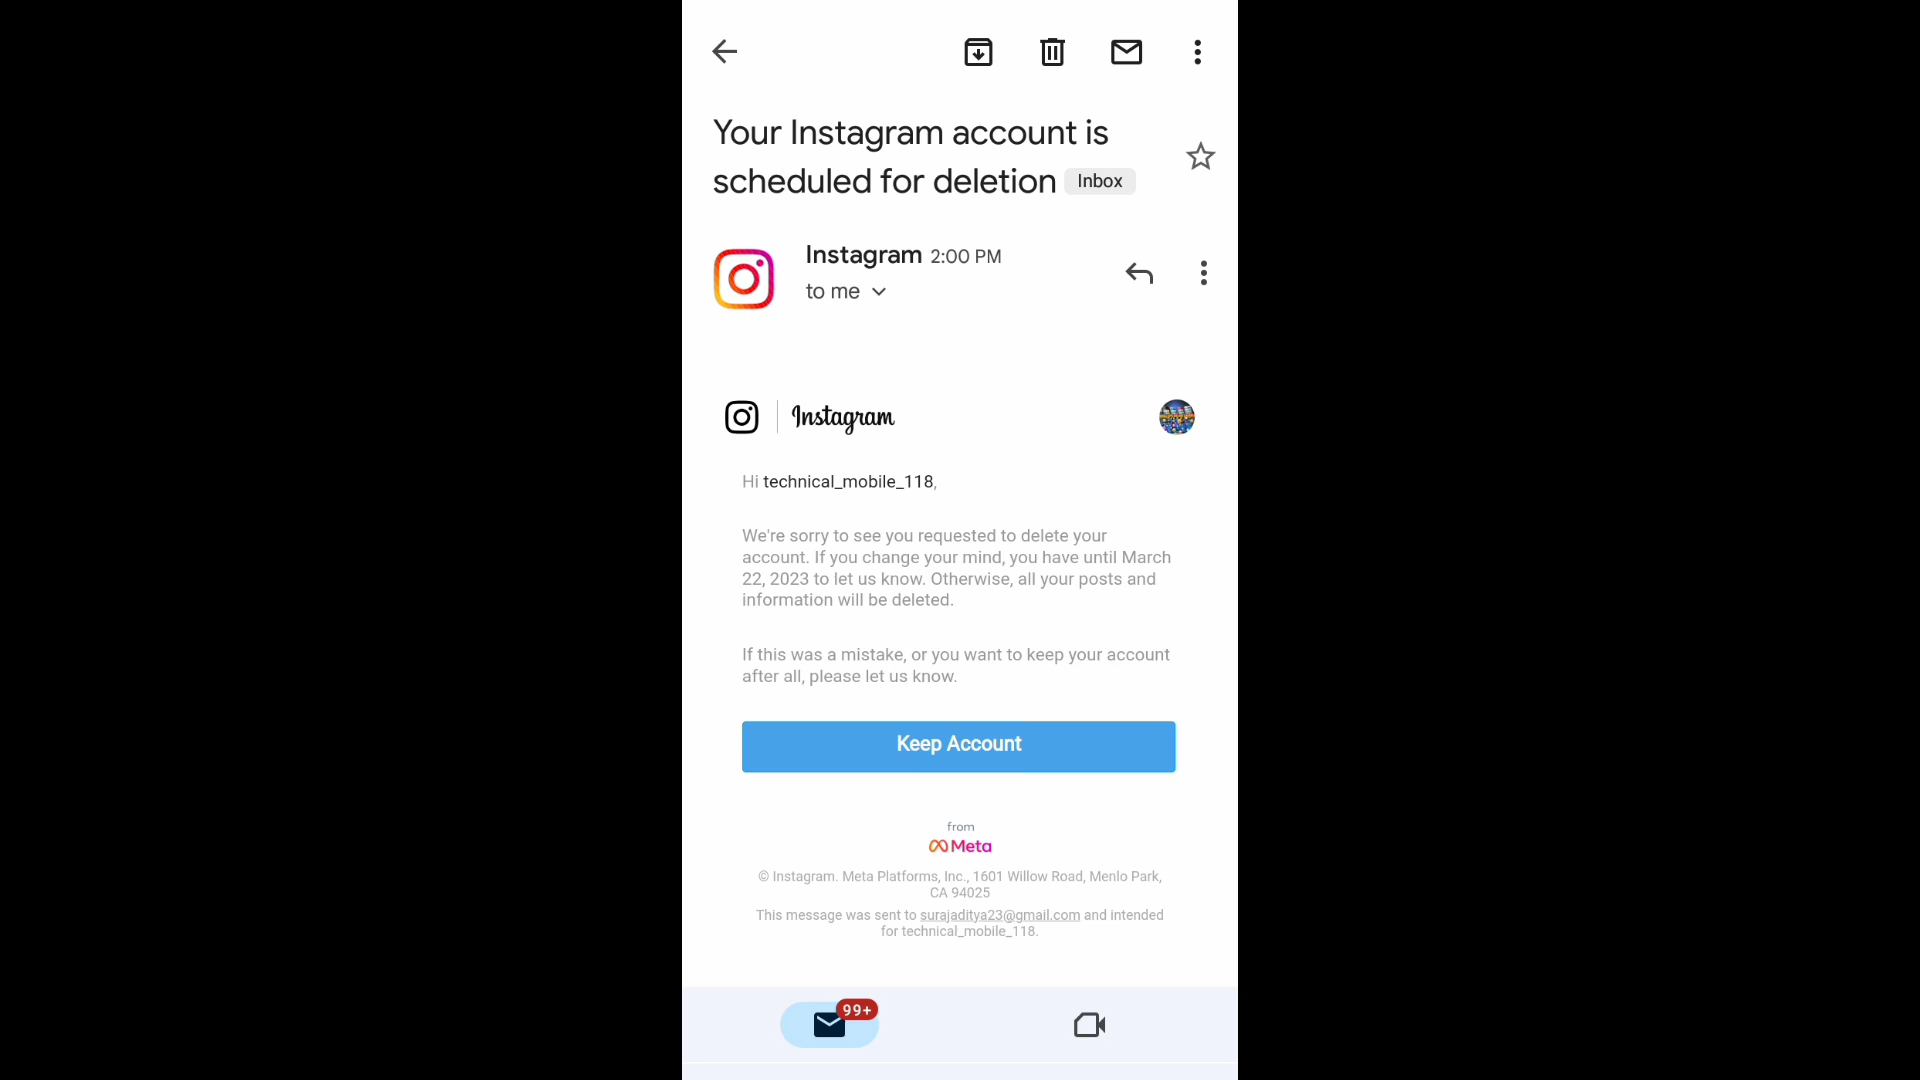 Your Instagram account is
scheduled for deletion Inbox
Instagram 2:00 PM
to me
Instagram
Hi technical_mobile_118,
We're sorry to see you requested to delete your
account. If you change your mind, you have until March
22, 2023 to let us know. Otherwise, all your posts and
information will be deleted.
If this was a mistake, or you want to keep your account
after all, please let us know.
Keep Account
from
Meta
© Instagram. Meta Platforms, Inc., 1601 Willow Road, Menlo Park,
CA 94025
This message was sent to surajaditya23@gmail.com and intended
for technical_mobile_118.
99+